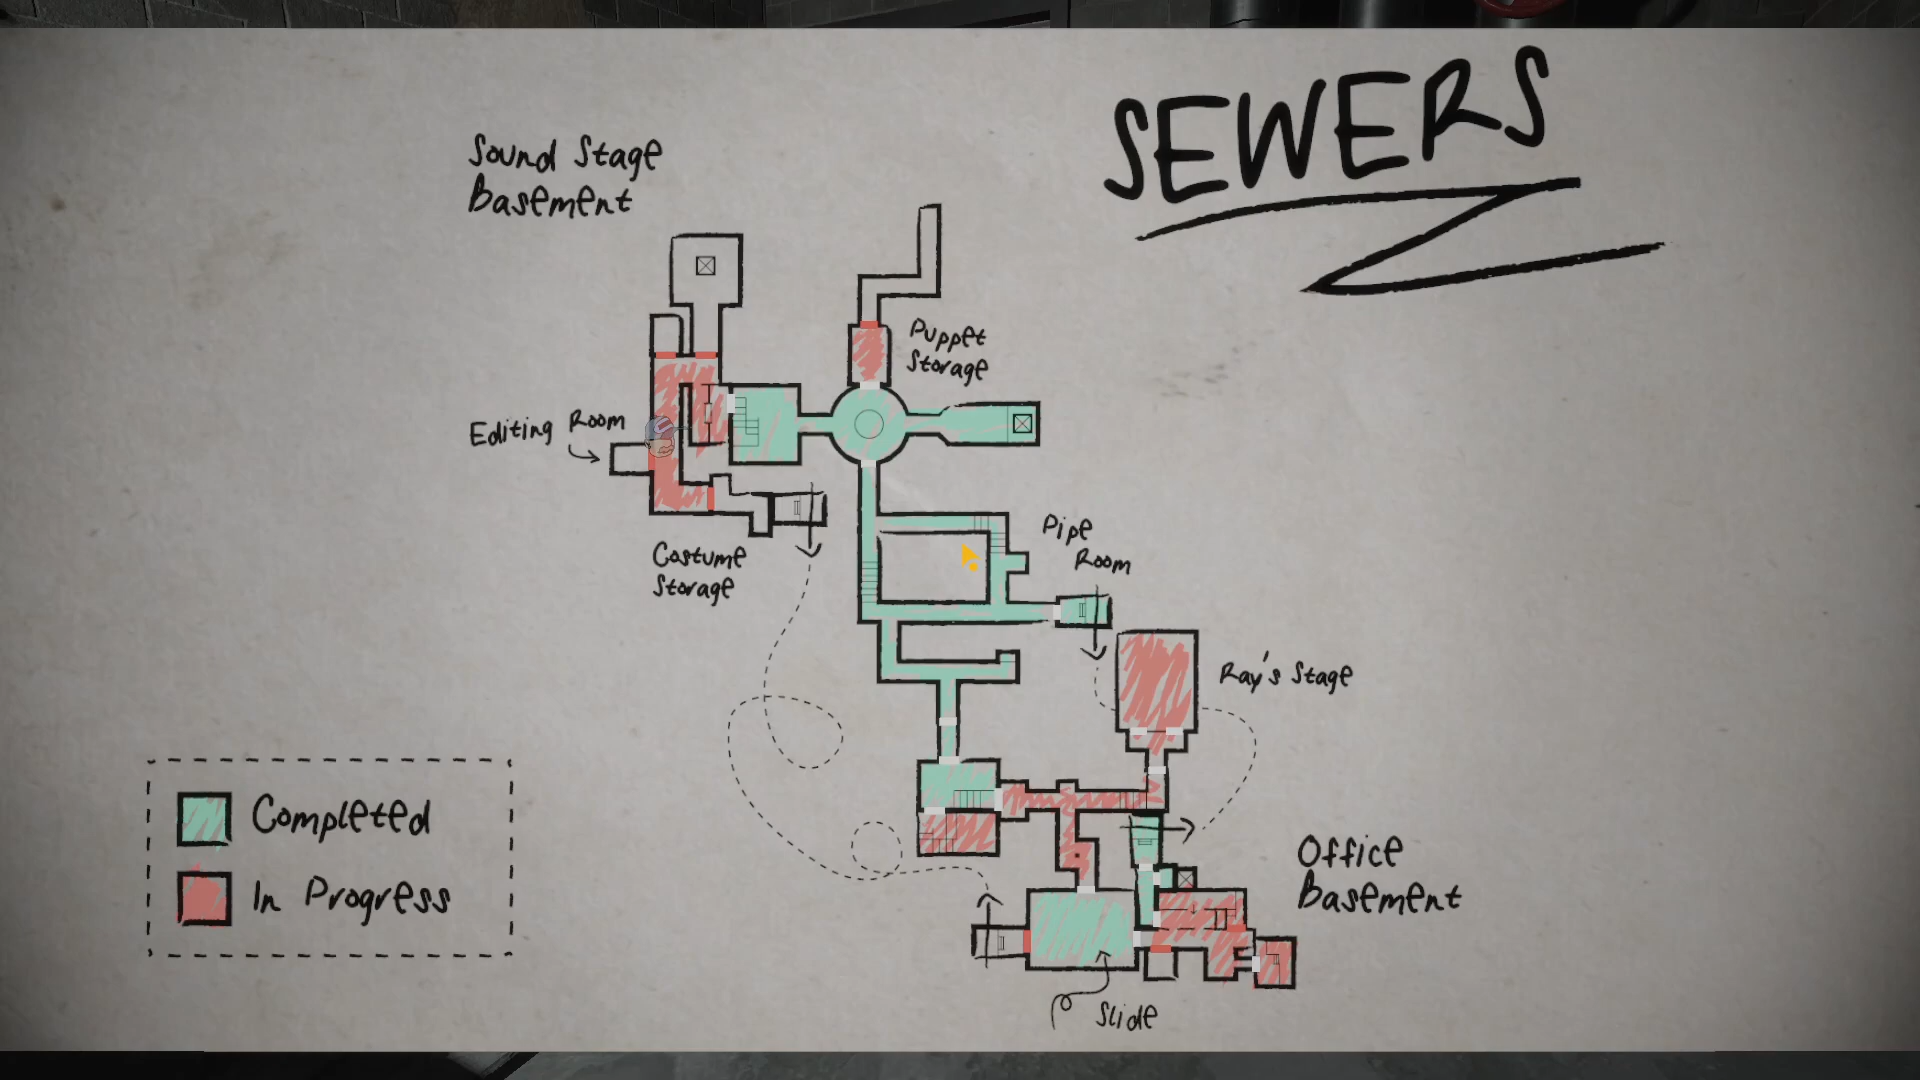 SEWERS
Sound Stage
Basement
Puppet
Storage
Editing Room
Pipe
Room
Costume
Storage
Ray's Stage
Completed
In Progress
Office
Basement
Slide